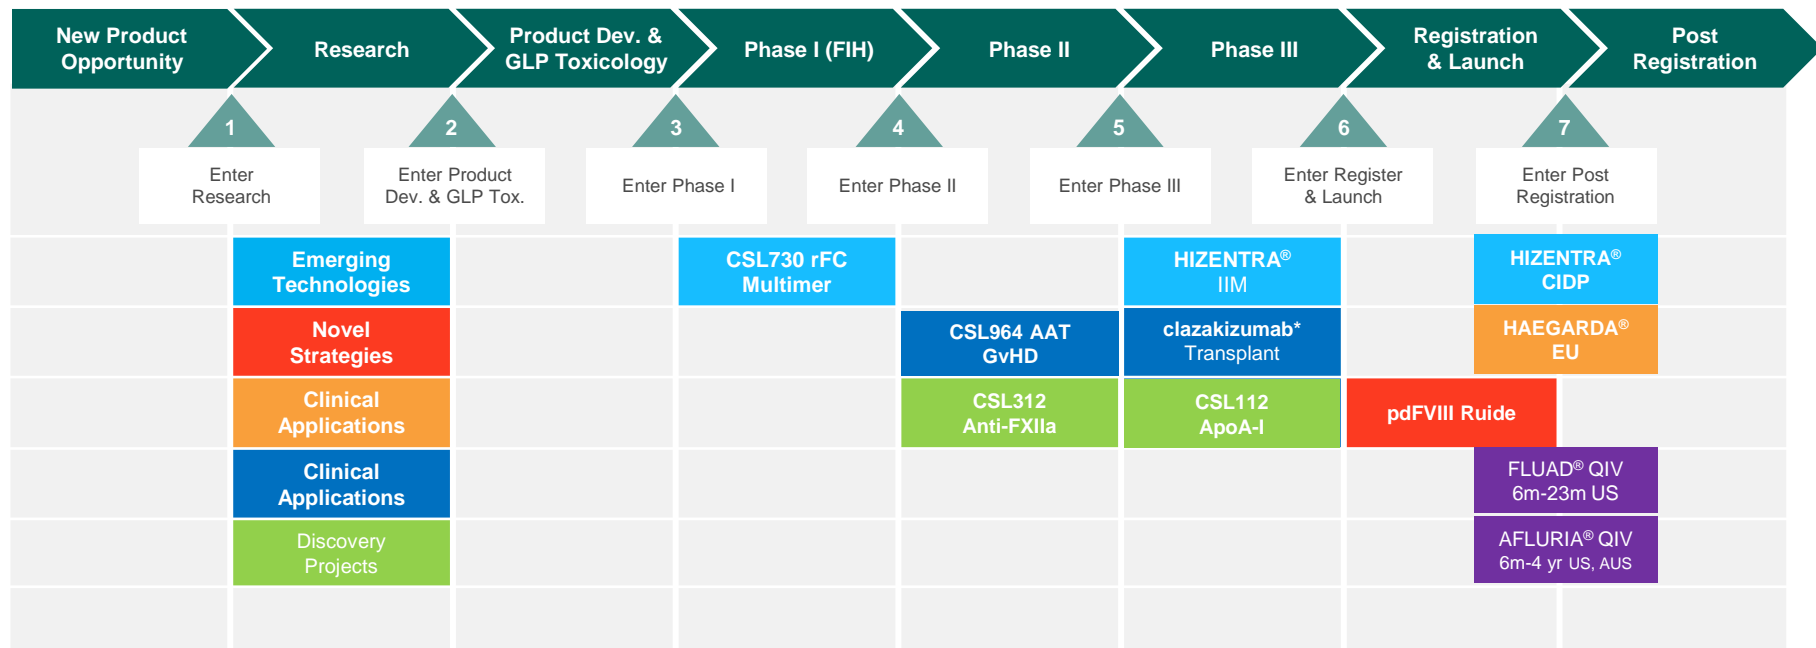 New Product
Opportunity
Research
Product Dev. &
GLP Toxicology
Phase I (FIH)
Phase II
Phase III
Registration
& Launch
Post
Registration
1
2
3
4
5
6
7
Enter
Research
Enter Product
Dev. & GLP Tox.
Enter Phase I
Enter Phase II
Enter Phase III
Enter Register
& Launch
Enter Post
Registration
Emerging
Technologies
CSL730 rFC
Multimer
HIZENTRA®
IIM
HIZENTRA®
CIDP
Novel
Strategies
CSL964 AAT
GvHD
clazakizumab*
Transplant
HAEGARDA®
EU
Clinical
Applications
CSL312
Anti-FXIIa
CSL112
ApoA-I
pdFVIII Ruide
Clinical
Applications
FLUAD® QIV
6m-23m US
Discovery
Projects
AFLURIA® QIV
6m-4 yr US, AUS